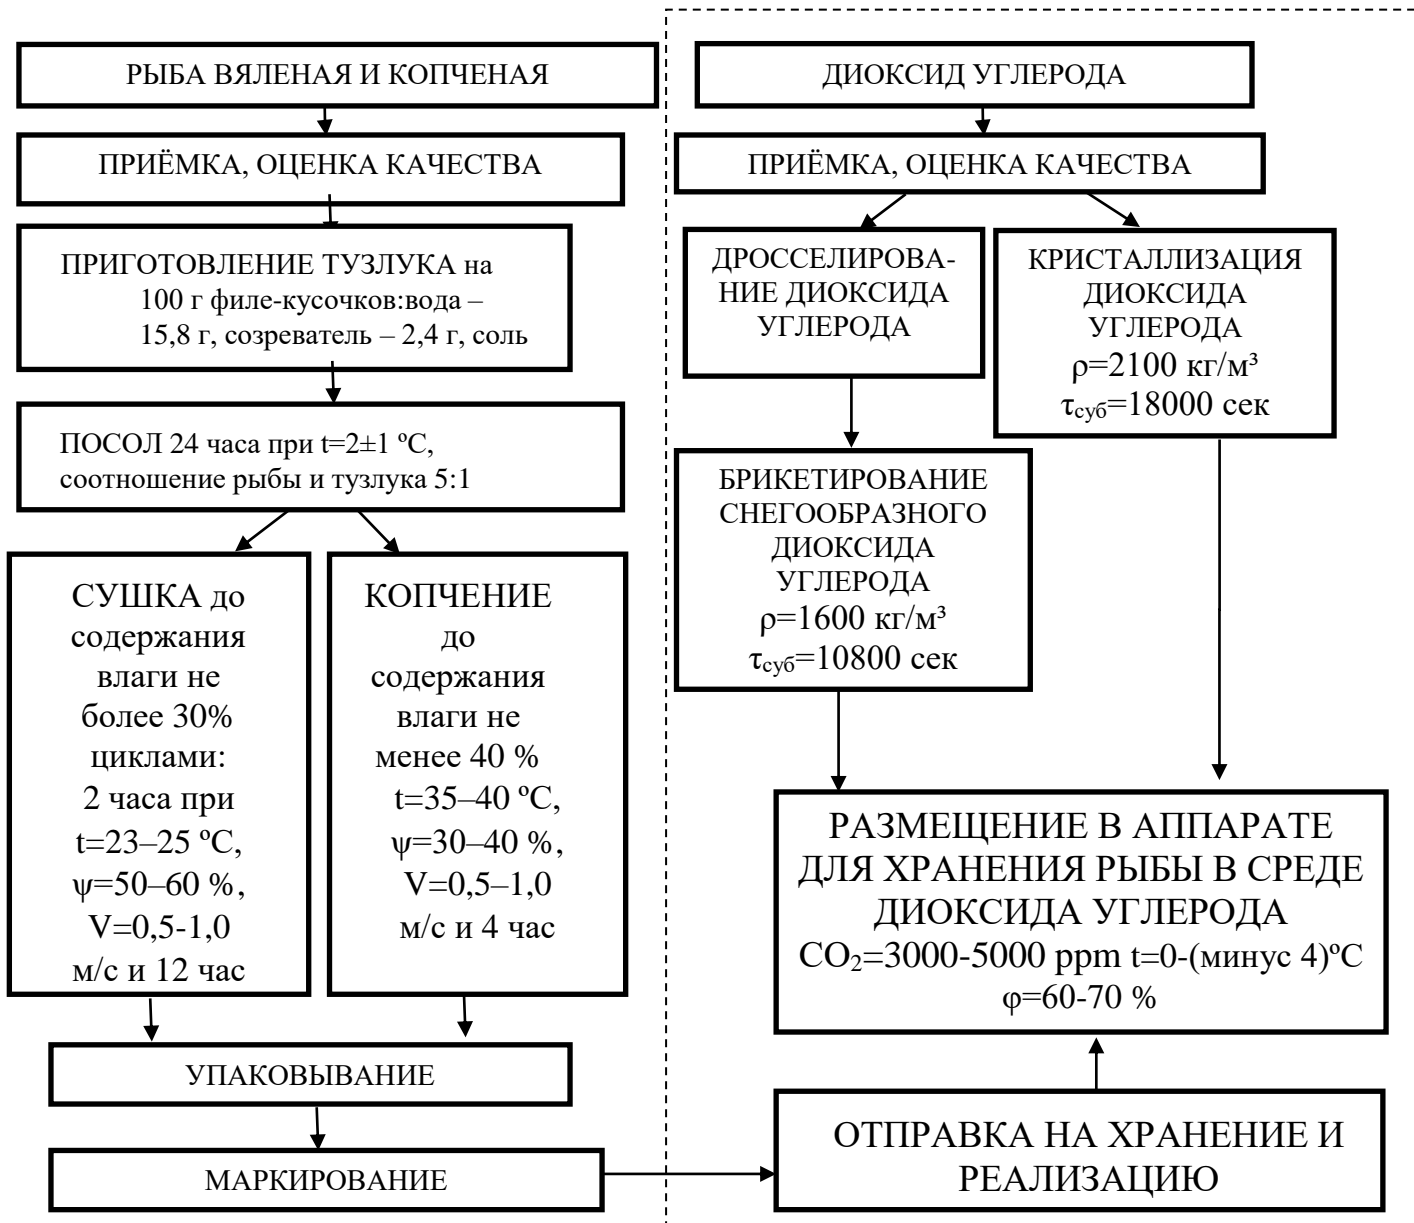 РЫБА ВЯЛЕНАЯ И КОПЧЕНАЯ
ПРИЁМКА, ОЦЕНКА КАЧЕСТВА
ПРИГОТОВЛЕНИЕ ТУЗЛУКА на
100 г филе-кусочков:вода –
15,8 г, созреватель – 2,4 г, соль
ПОСОЛ 24 часа при t=2±1 ºС,
соотношение рыбы и тузлука 5:1
СУШКА до
содержания
влаги не
более 30%
циклами:
2 часа при
t=23–25 ºС,
ψ=50–60 %,
V=0,5-1,0
м/с и 12 час
КОПЧЕНИЕ
до
содержания
влаги не
менее 40 %
t=35–40 ºС,
ψ=30–40 %,
V=0,5–1,0
м/с и 4 час
УПАКОВЫВАНИЕ
МАРКИРОВАНИЕ
ДИОКСИД УГЛЕРОДА
ПРИЁМКА, ОЦЕНКА КАЧЕСТВА
ДРОССЕЛИРОВА-
НИЕ ДИОКСИДА
УГЛЕРОДА
КРИСТАЛЛИЗАЦИЯ
ДИОКСИДА
УГЛЕРОДА
ρ=2100 кг/м³
τсуб=18000 сек
БРИКЕТИРОВАНИЕ
СНЕГООБРАЗНОГО
ДИОКСИДА
УГЛЕРОДА
ρ=1600 кг/м³
τсуб=10800 сек
РАЗМЕЩЕНИЕ В АППАРАТЕ
ДЛЯ ХРАНЕНИЯ РЫБЫ В СРЕДЕ
ДИОКСИДА УГЛЕРОДА
СО₂=3000-5000 ppm t=0-(минус 4)ºС
φ=60-70 %
ОТПРАВКА НА ХРАНЕНИЕ И
РЕАЛИЗАЦИЮ